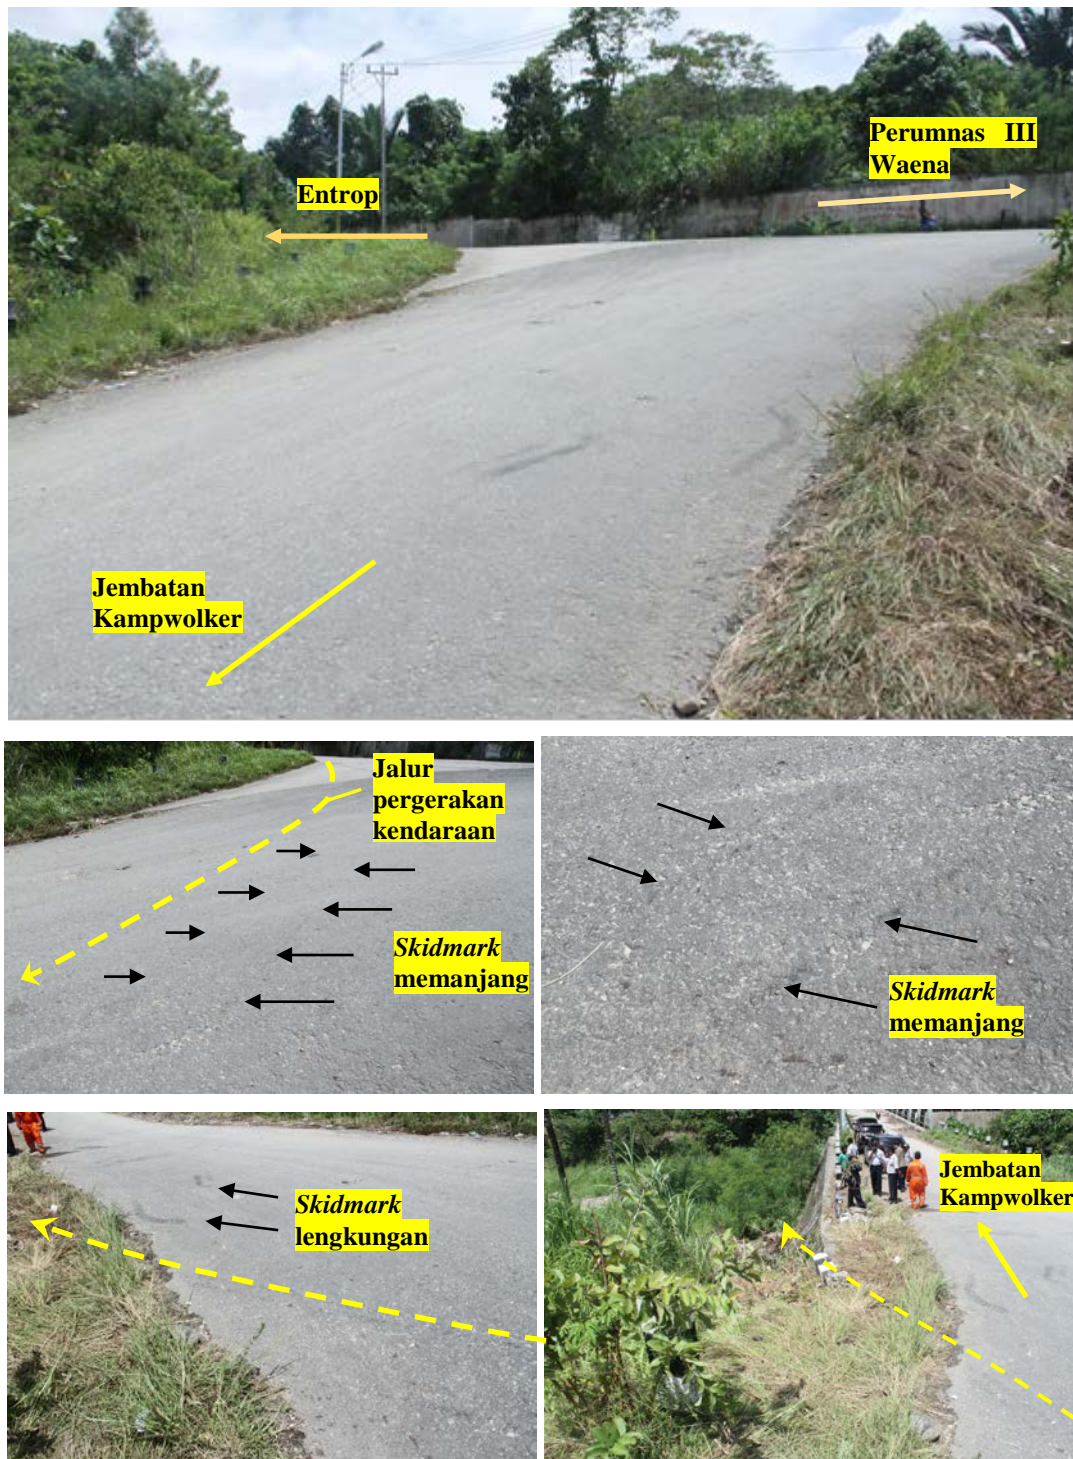 Perumnas III
Waena
Entrop
Jembatan
Kampwolker
Jalur
pergerakan
kendaraan
Skidmark
memanjang
Skidmark
memanjang
Skidmark
lengkungan
Jembatan
Kampwolker